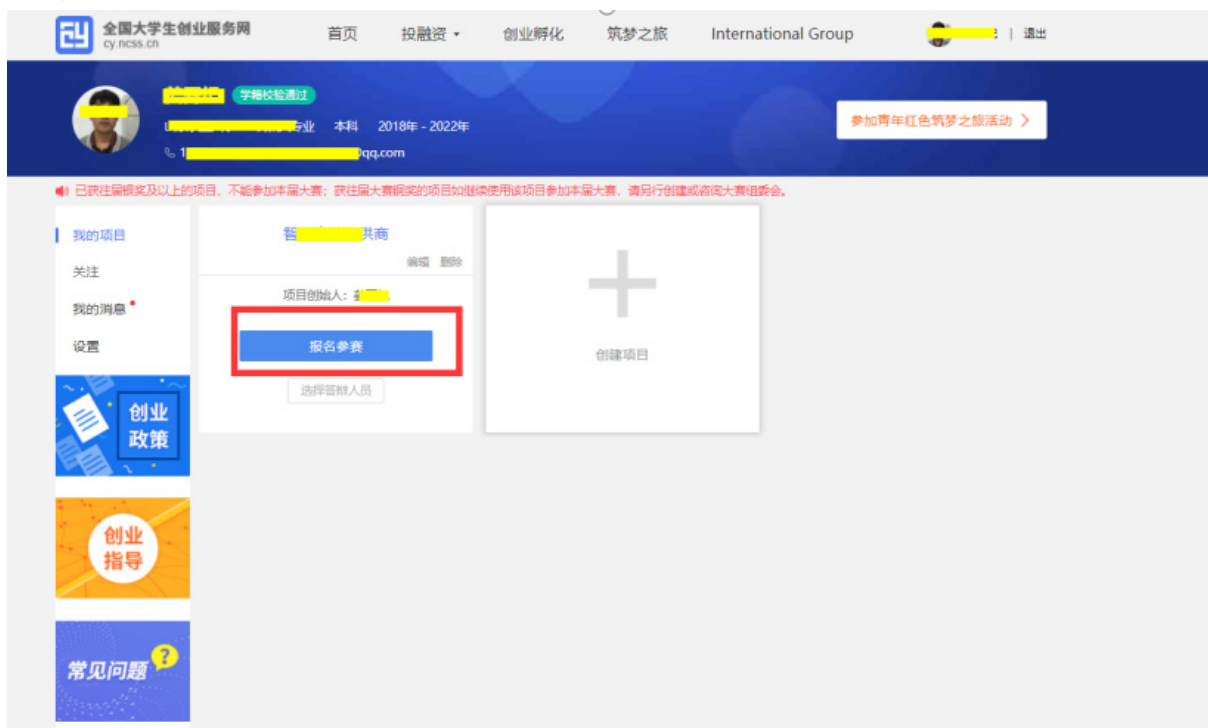 全国大学生创业服务网
cy.ncss.cn
首页 投融资 创业孵化 筑梦之旅 International Group | 退出
学籍校验通过
专业 本科 2018年 - 2022年
1 qq.com
参加青年红色筑梦之旅活动
已获往届银奖及以上的项目,不能参加本届大赛;获往届大赛铜奖的项目如继续使用该项目参加本届大赛,请另行创建或咨询大赛组委会。
我的项目
关注
我的消息
设置
智 供商
编辑 删除
项目创始人:
报名参赛
选择答辩人员
创建项目
创业
政策
创业
指导
常见问题 ?